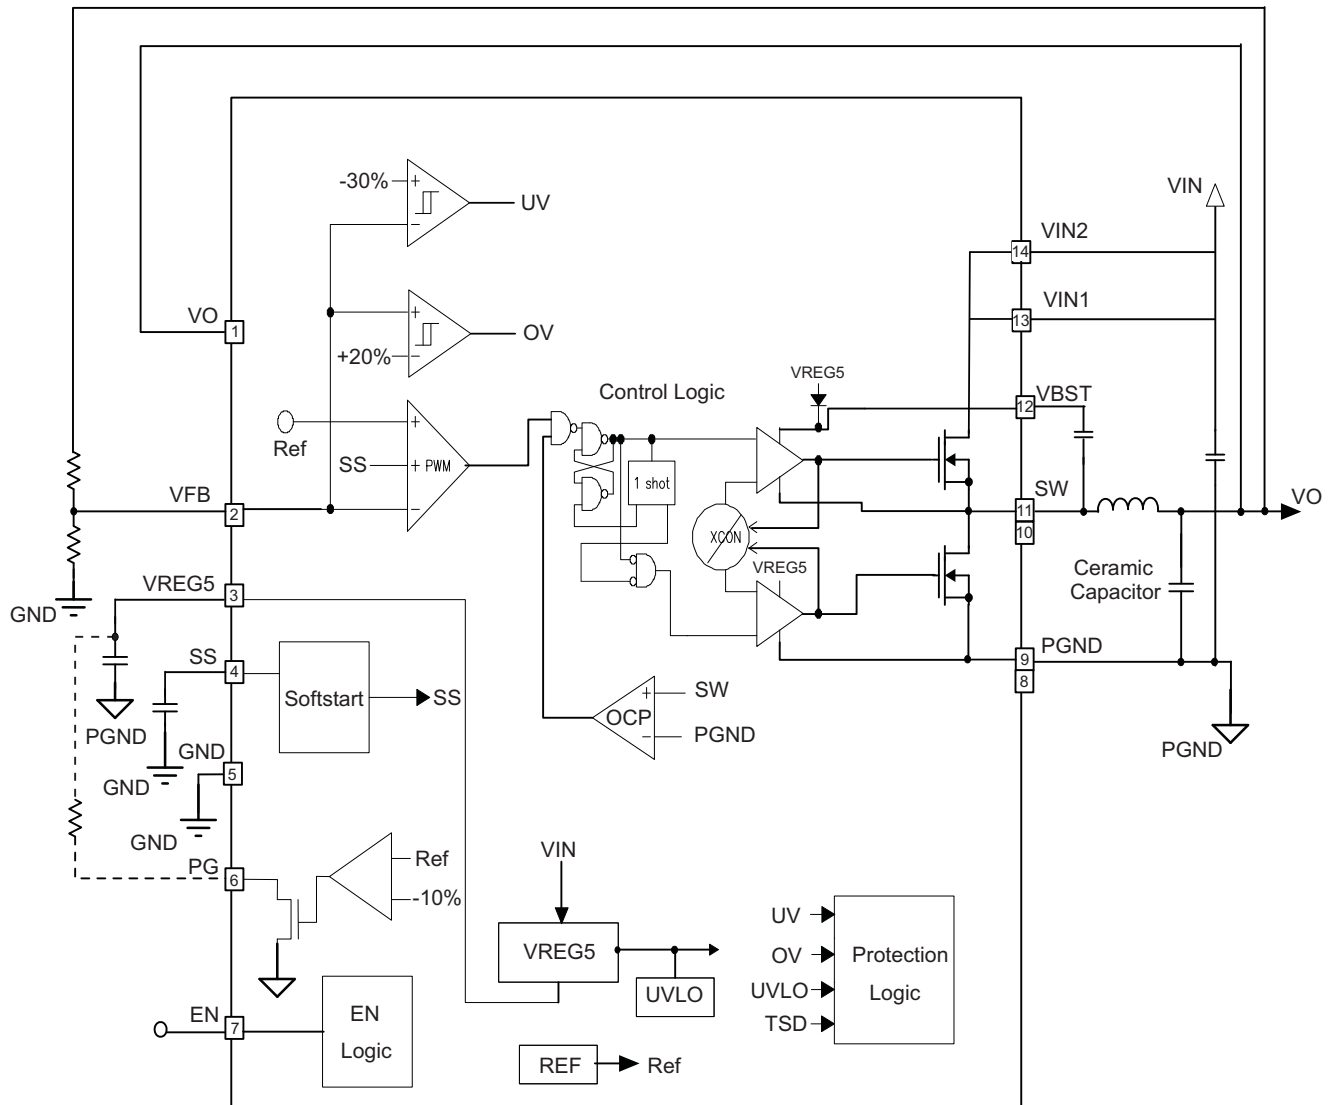 -30%
+
-
UV
VIN
VIN2
14
VO
1
+
-
+20%
OV
VIN1
13
Control Logic
VREG5
VBST
12
Ref
SS
+
+
-
PWM
1 shot
VFB
2
SW
11
10
VO
XCON
VREG5
Ceramic
Capacitor
VREG5
3
GND
SS
4
Softstart
SS
PGND
9
8
PGND
OCP
+
-
SW
PGND
PGND
GND
GND
5
GND
PG
6
Ref
-10%
VIN
VREG5
UVLO
UV
OV
UVLO
TSD
Protection
Logic
EN
7
EN
Logic
REF
Ref